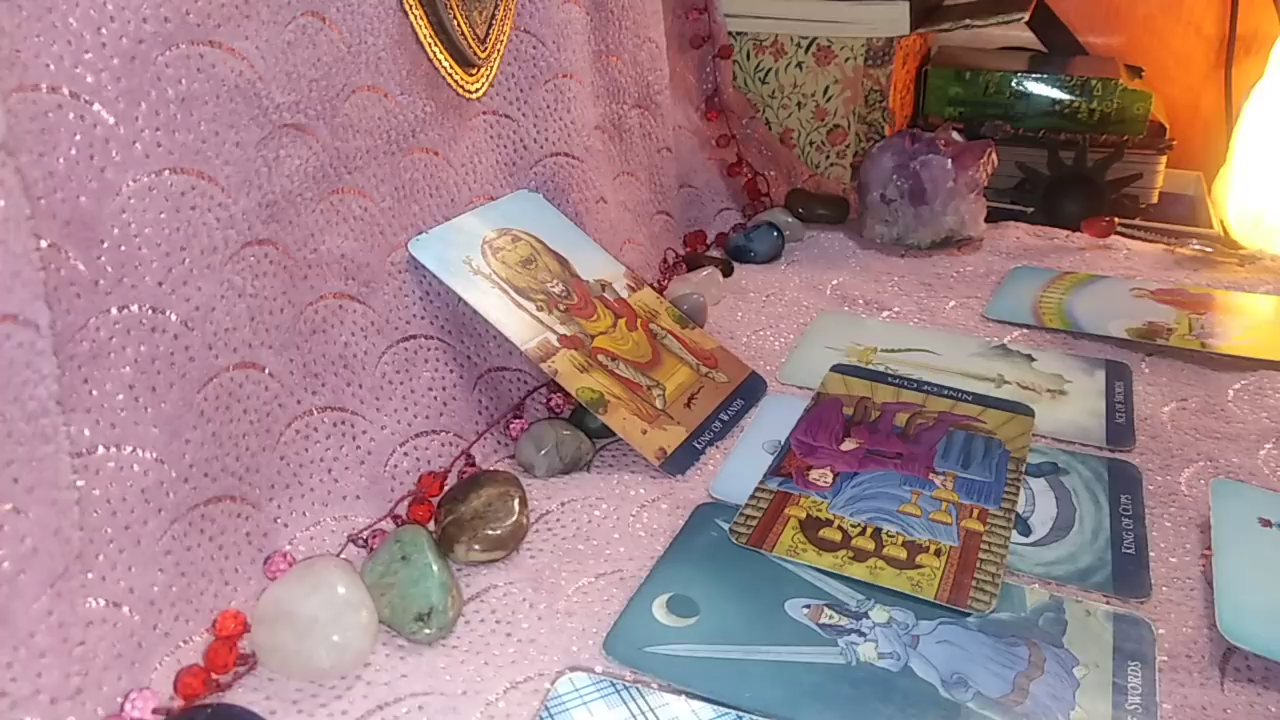 KING OF WANDS
NINE OF CUPS
ACE OF SWORDS
KING OF CUPS
SWORDS